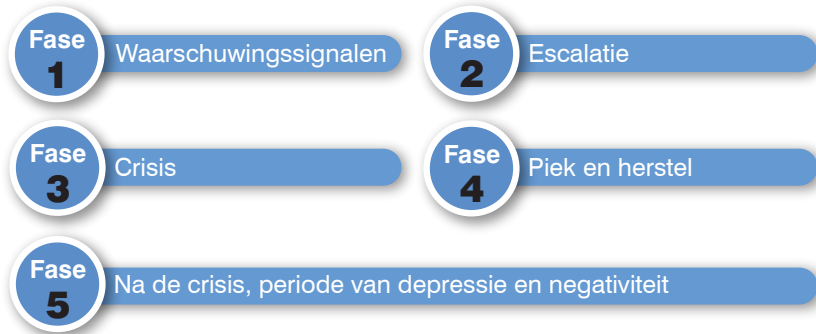 Fase
1
Waarschuwingssignalen
Fase
2
Escalatie
Fase
3
Crisis
Fase
4
Piek en herstel
Fase
5
Na de crisis, periode van depressie en negativiteit